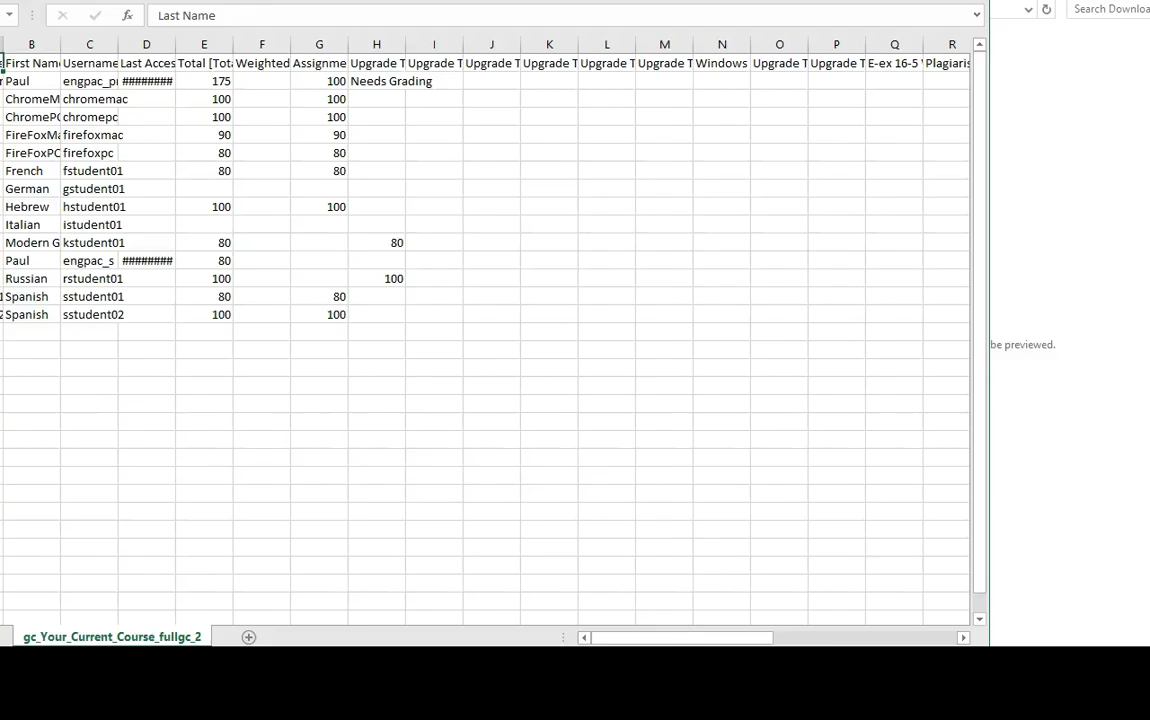 Last Name
Search Downloa
B C D E F G H I J K L M N O P Q R
First Nam Username Last Acces Total [Tota Weighted Assignme Upgrade T Upgrade T Upgrade T Upgrade T Upgrade T Upgrade T Windows Upgrade T Upgrade T E-ex 16-5 Plagiaris
Paul engpac_p ######## 175 100 Needs Grading
ChromeM chromemac 100 100
ChromePC chromepc 100 100
FireFoxMa firefoxmac 90 90
FireFoxPC firefoxpc 80 80
French fstudent01 80 80
German gstudent01
Hebrew hstudent01 100 100
Italian istudent01
Modern G kstudent01 80 80
Paul engpac_s ######## 80
Russian rstudent01 100 100
Spanish sstudent01 80 80
Spanish sstudent02 100 100
be previewed.
gc_Your_Current_Course_fullgc_2